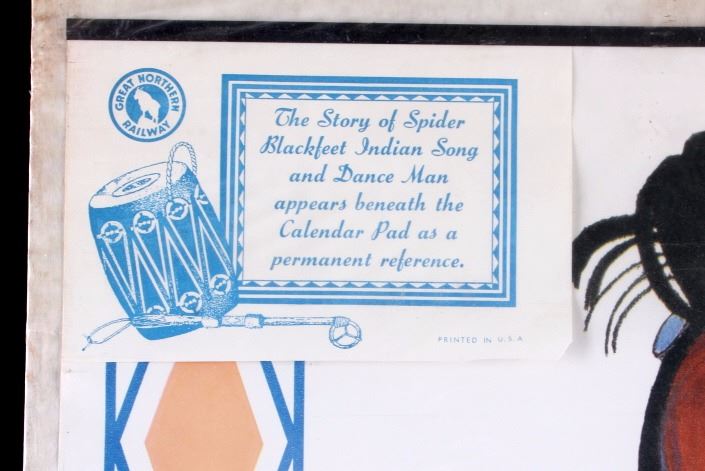 GREAT NORTHERN
RAILWAY
The Story of Spider
Blackfeet Indian Song
and Dance Man
appears beneath the
Calendar Pad as a
permanent reference.
PRINTED IN U.S.A